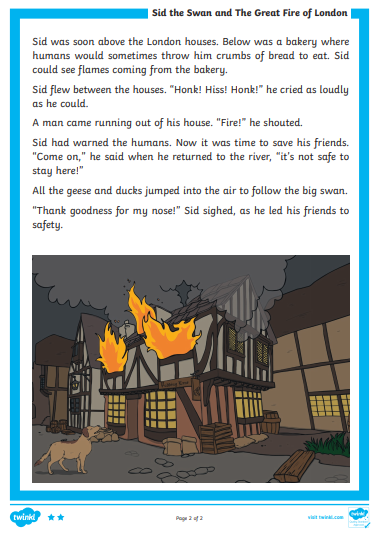 Sid the Swan and The Great Fire of London
Sid was soon above the London houses. Below was a bakery where
humans would sometimes throw him crumbs of bread to eat. Sid
could see flames coming from the bakery.
Sid flew between the houses. “Honk! Hiss! Honk!” he cried as loudly
as he could.
A man came running out of his house. “Fire!” he shouted.
Sid had warned the humans. Now it was time to save his friends.
“Come on,” he said when he returned to the river, “it’s not safe to
stay here!”
All the geese and ducks jumped into the air to follow the big swan.
“Thank goodness for my nose!” Sid sighed, as he led his friends to
safety.
twinkl
Page 2 of 2
visit twinkl.com
twinkl